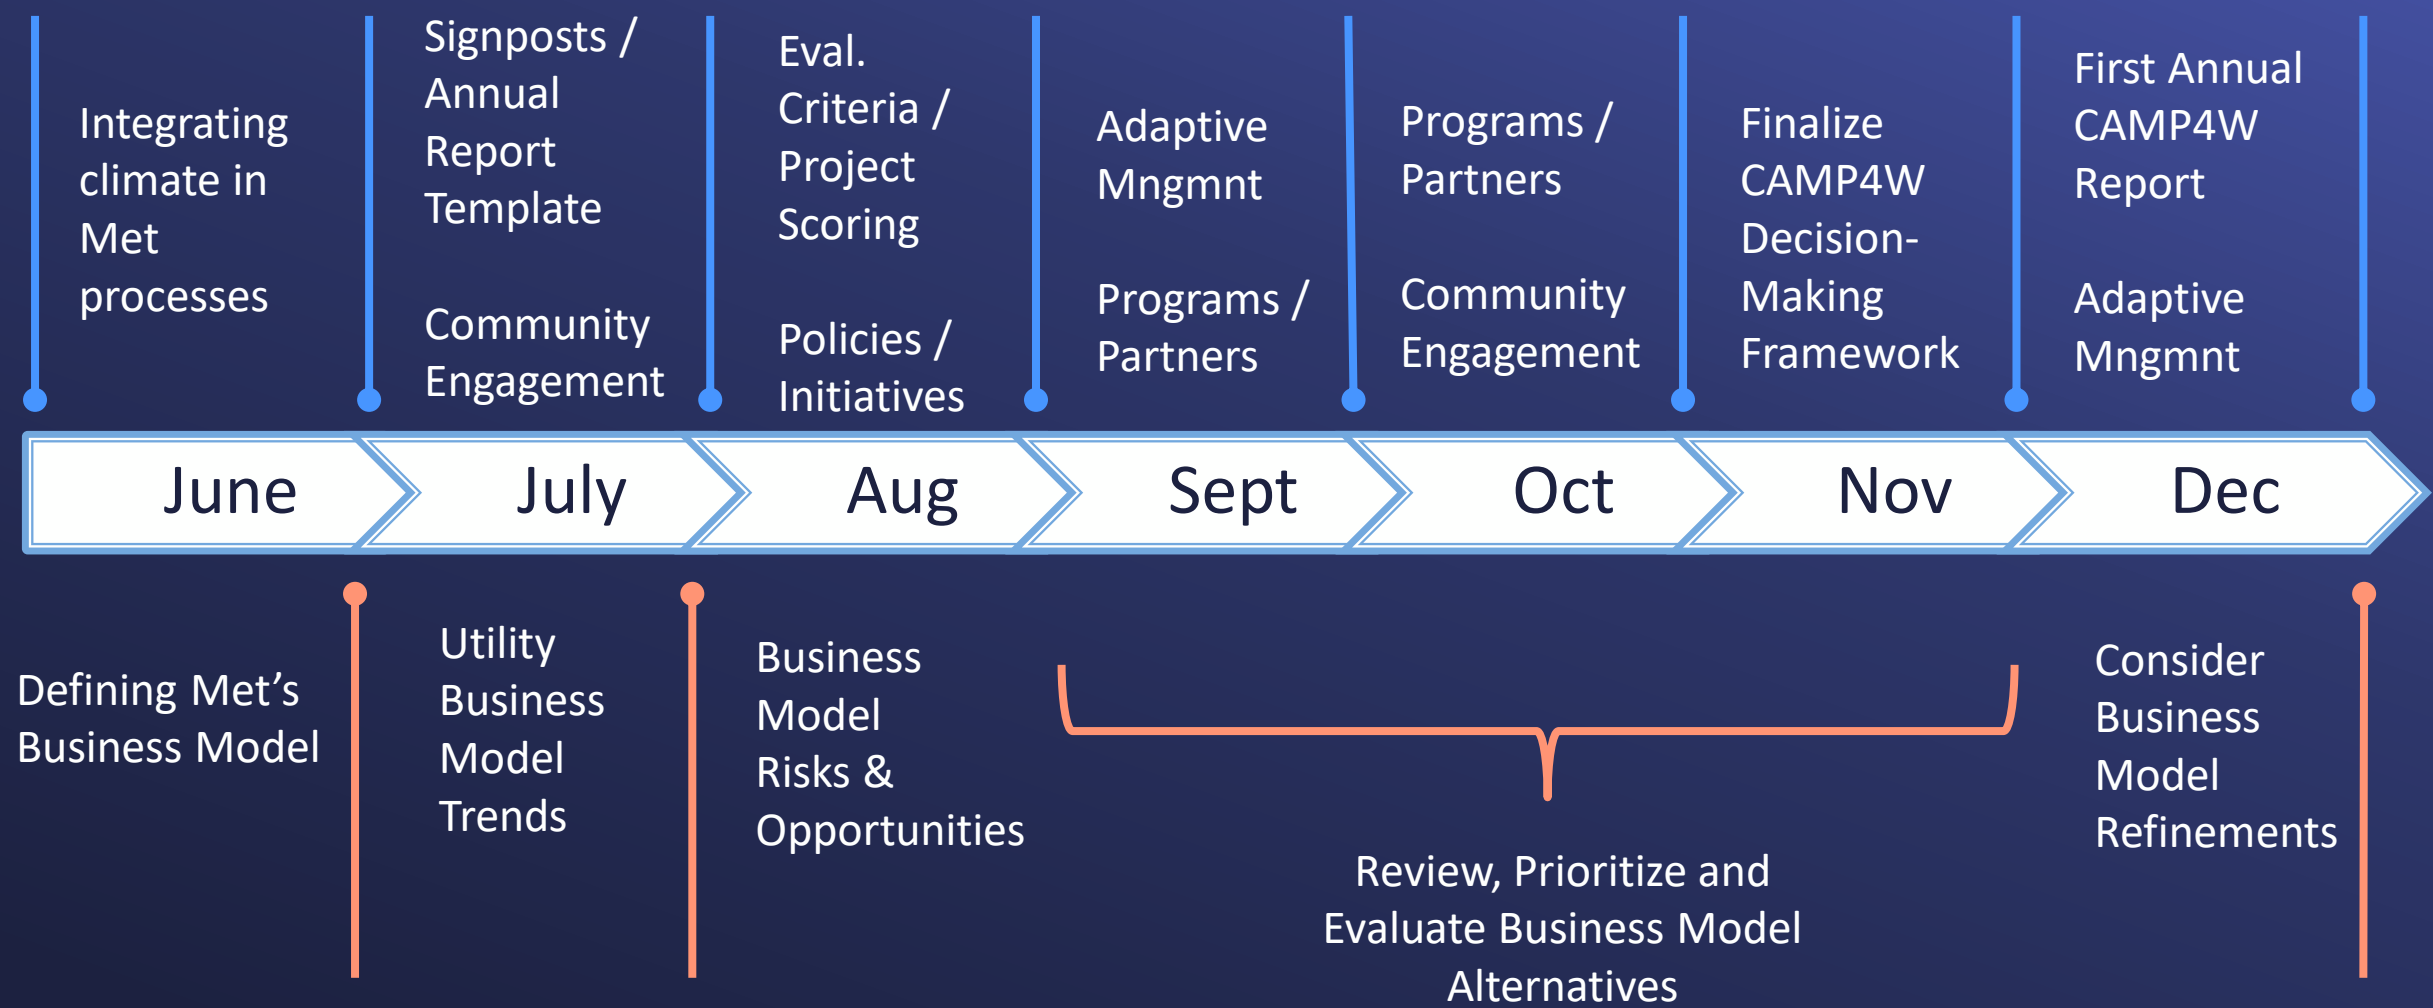 Integrating
climate in
Met
processes
Signposts /
Annual
Report
Template
Community
Engagement
Eval.
Criteria /
Project
Scoring
Policies /
Initiatives
Adaptive
Mngmnt
Programs /
Partners
Programs /
Partners
Community
Engagement
Finalize
CAMP4W
Decision-
Making
Framework
First Annual
CAMP4W
Report
Adaptive
Mngmnt
June
July
Aug
Sept
Oct
Nov
Dec
Defining Met’s
Business Model
Utility
Business
Model
Trends
Business
Model
Risks &
Opportunities
Review, Prioritize and
Evaluate Business Model
Alternatives
Consider
Business
Model
Refinements